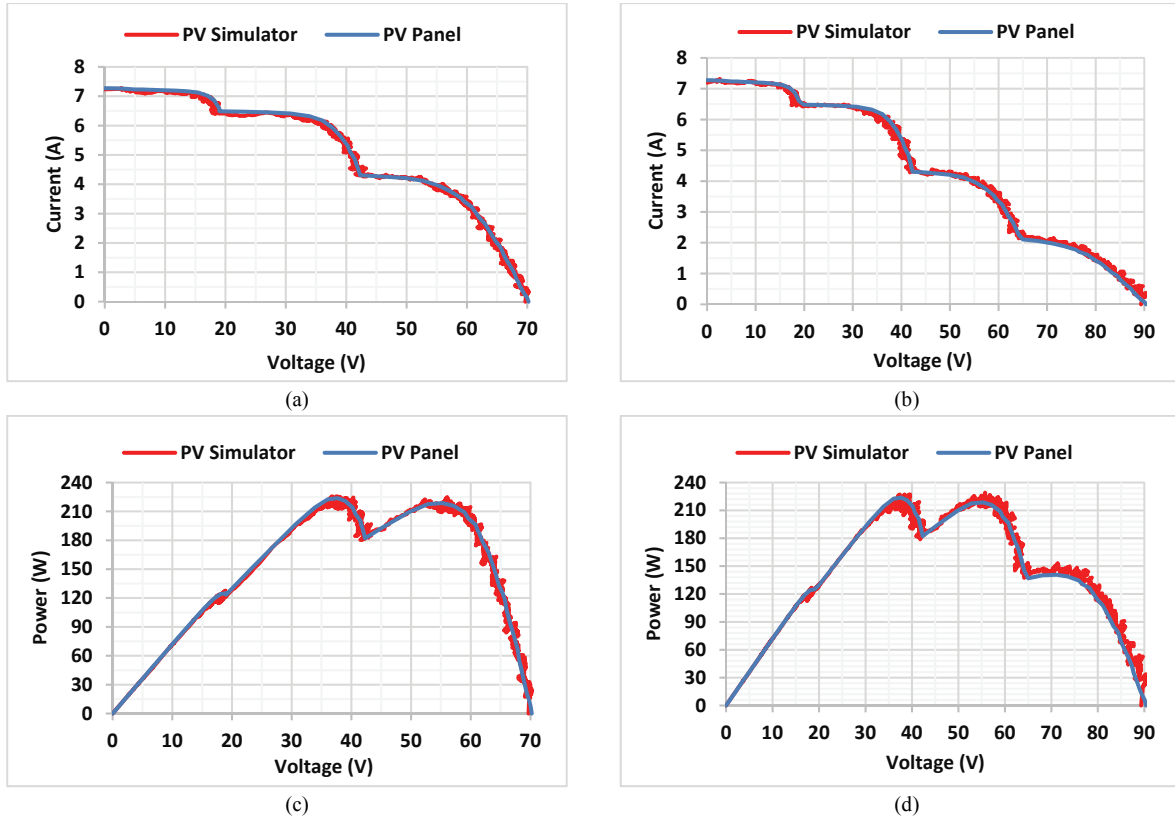 PV Simulator PV Panel
8
7
6
5
4
3
2
1
0
Current (A)
0 10 20 30 40 50 60 70
Voltage (V)
(a)
PV Simulator PV Panel
8
7
6
5
4
3
2
1
0
Current (A)
0 10 20 30 40 50 60 70 80 90
Voltage (V)
(b)
PV Simulator PV Panel
240
210
180
150
120
90
60
30
0
Power (W)
0 10 20 30 40 50 60 70
Voltage (V)
(c)
PV Simulator PV Panel
240
210
180
150
120
90
60
30
0
Power (W)
0 10 20 30 40 50 60 70 80 90
Voltage (V)
(d)